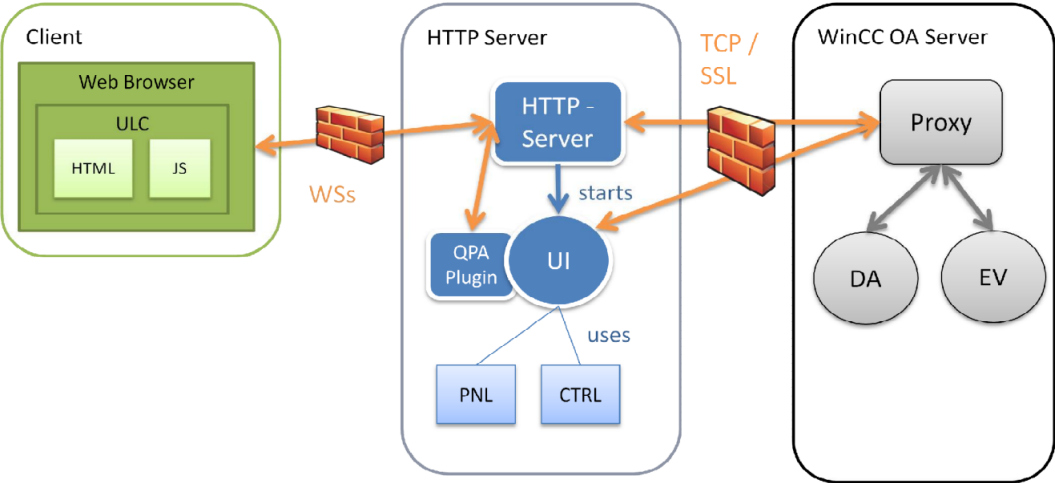 Client
Web Browser
ULC
HTML
JS
WSs
HTTP Server
HTTP -
Server
starts
QPA
Plugin
UI
uses
PNL
CTRL
TCP /
SSL
WinCC OA Server
Proxy
DA
EV